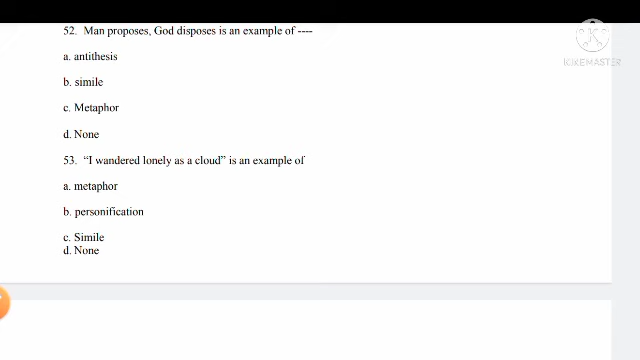 52. Man proposes, God disposes is an example of ----
a. antithesis
b. simile
c. Metaphor
d. None
53. “I wandered lonely as a cloud” is an example of
a. metaphor
b. personification
c. Simile
d. None
K
KINEMASTER